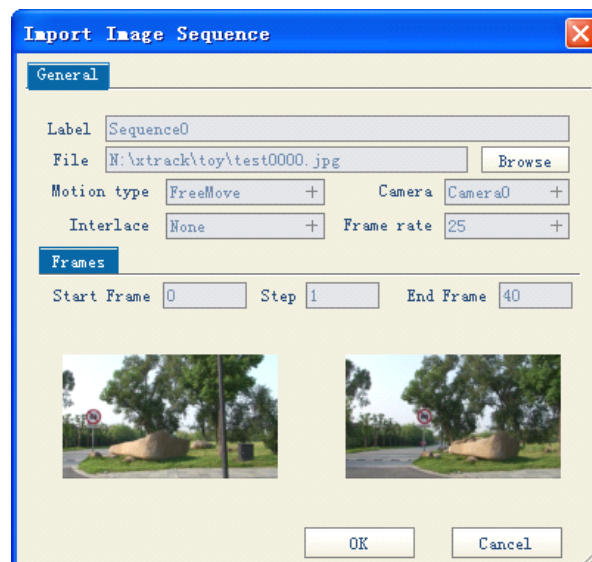 Import Image Sequence
General
Label Sequence0
File N:\xtrack\toy\test0000.jpg Browse
Motion type FreeMove + Camera Camera0 +
Interlace None + Frame rate 25 +
Frames
Start Frame 0 Step 1 End Frame 40
OK Cancel